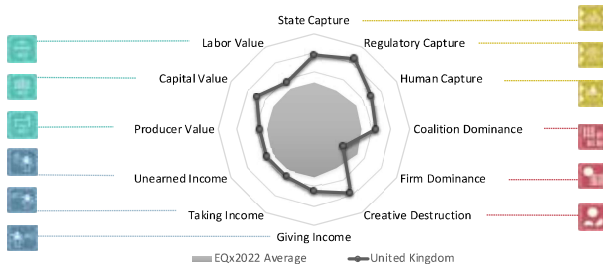 State Capture
Labor Value
Regulatory Capture
Capital Value
Human Capture
Producer Value
Coalition Dominance
Unearned Income
Firm Dominance
Taking Income
Creative Destruction
Giving Income
EQx2022 Average
United Kingdom